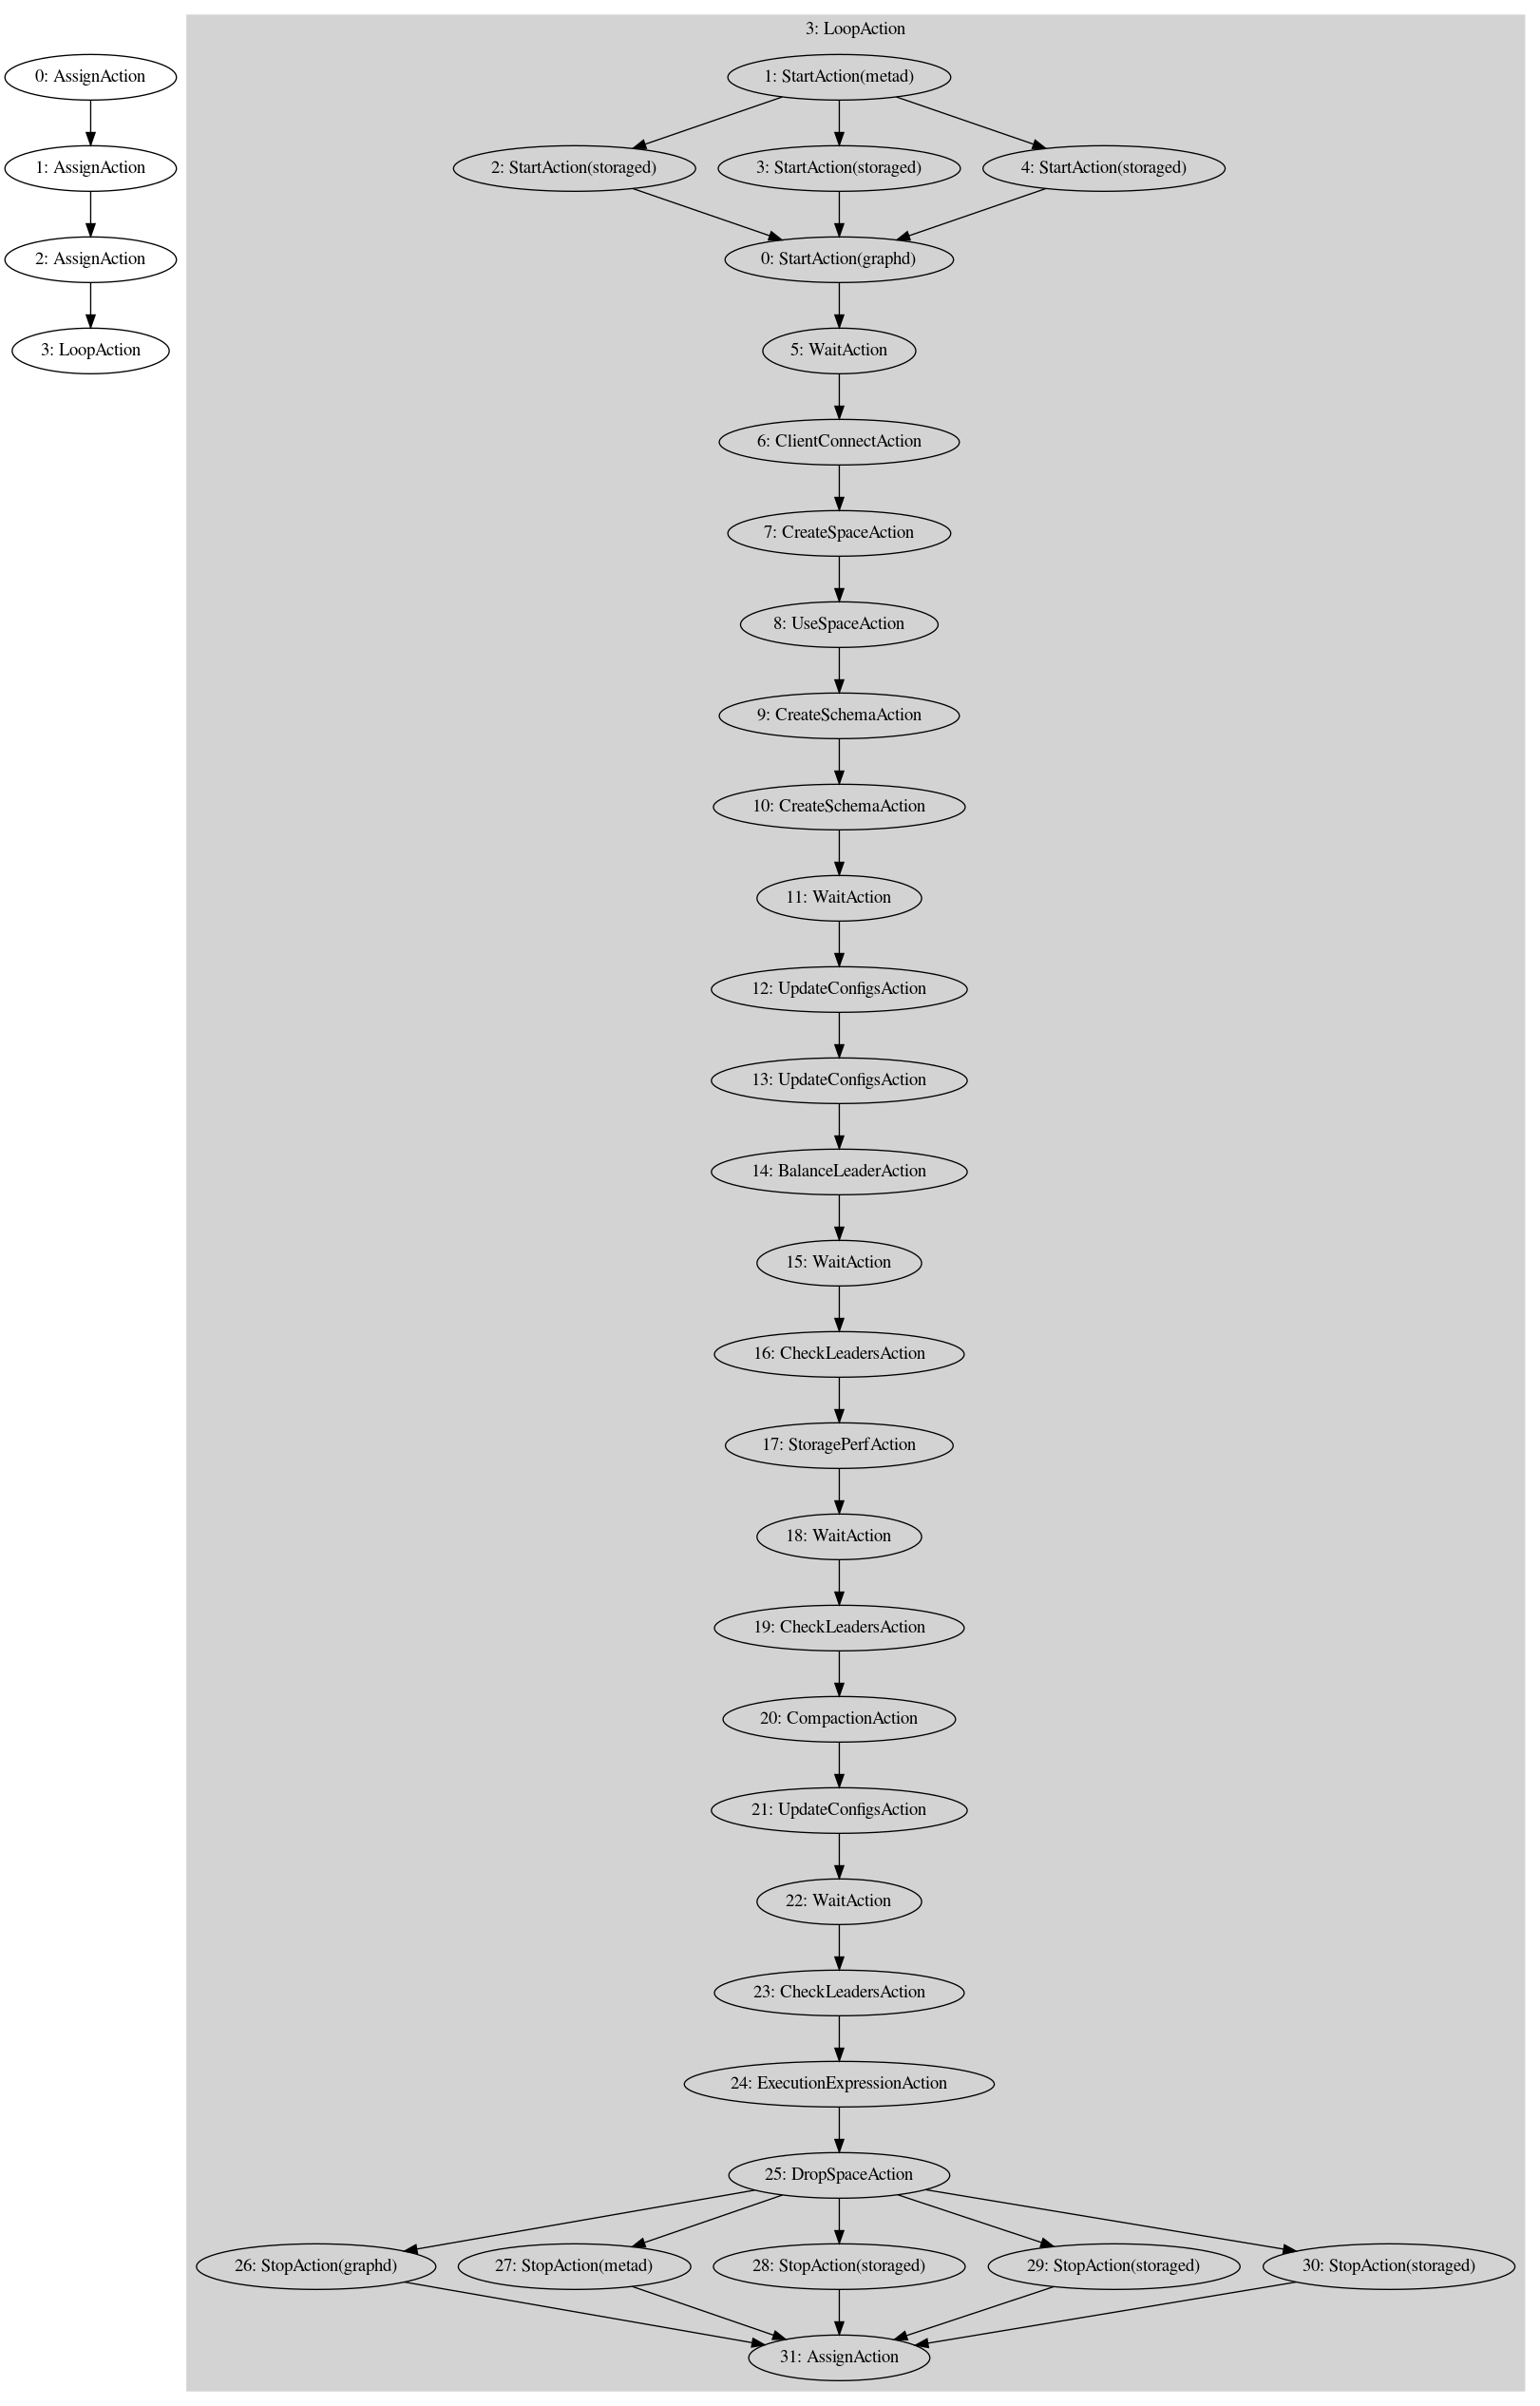 0: AssignAction
1: AssignAction
2: AssignAction
3: LoopAction
3: LoopAction
1: StartAction(metad)
2: StartAction(storaged)
3: StartAction(storaged)
4: StartAction(storaged)
0: StartAction(graphd)
5: WaitAction
6: ClientConnectAction
7: CreateSpaceAction
8: UseSpaceAction
9: CreateSchemaAction
10: CreateSchemaAction
11: WaitAction
12: UpdateConfigsAction
13: UpdateConfigsAction
14: BalanceLeaderAction
15: WaitAction
16: CheckLeadersAction
17: StoragePerfAction
18: WaitAction
19: CheckLeadersAction
20: CompactionAction
21: UpdateConfigsAction
22: WaitAction
23: CheckLeadersAction
24: ExecutionExpressionAction
25: DropSpaceAction
26: StopAction(graphd)
27: StopAction(metad)
28: StopAction(storaged)
29: StopAction(storaged)
30: StopAction(storaged)
31: AssignAction